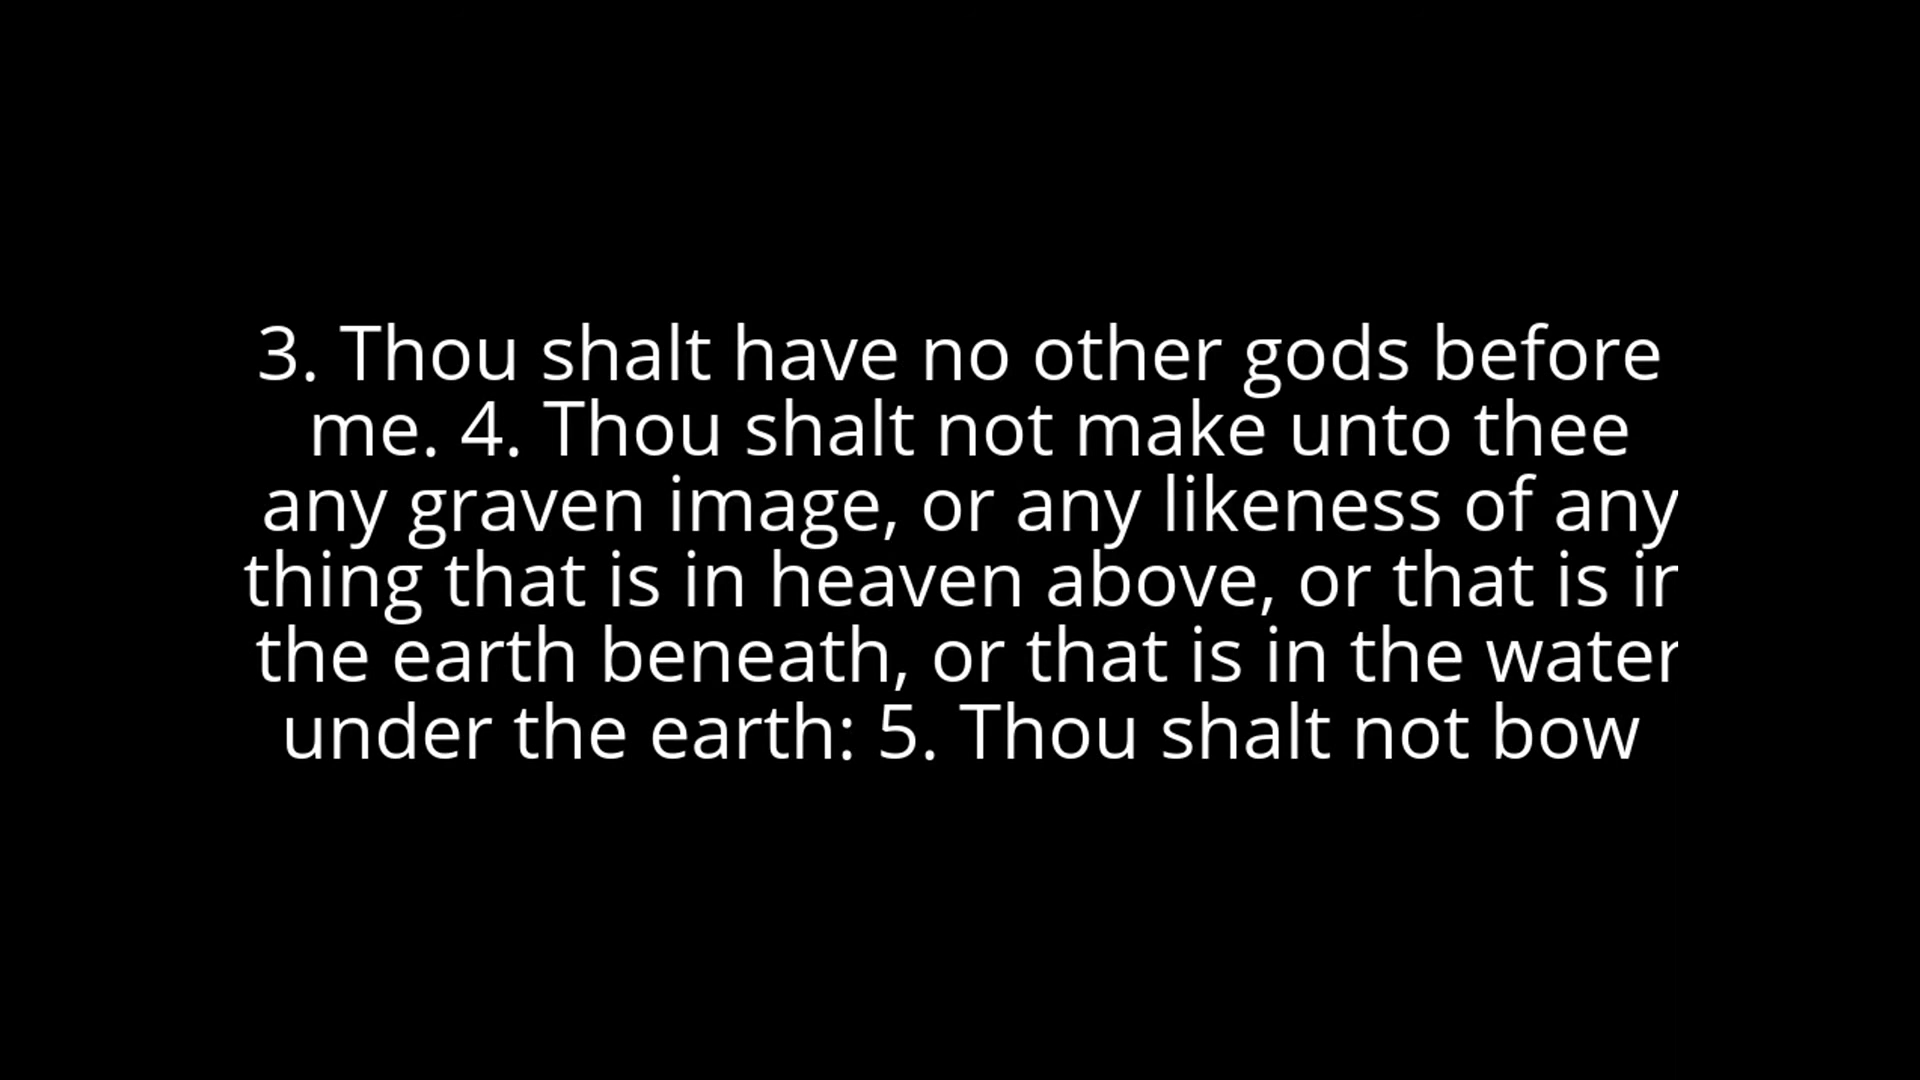 3. Thou shalt have no other gods before
me. 4. Thou shalt not make unto thee
any graven image, or any likeness of any
thing that is in heaven above, or that is in
the earth beneath, or that is in the water
under the earth: 5. Thou shalt not bow